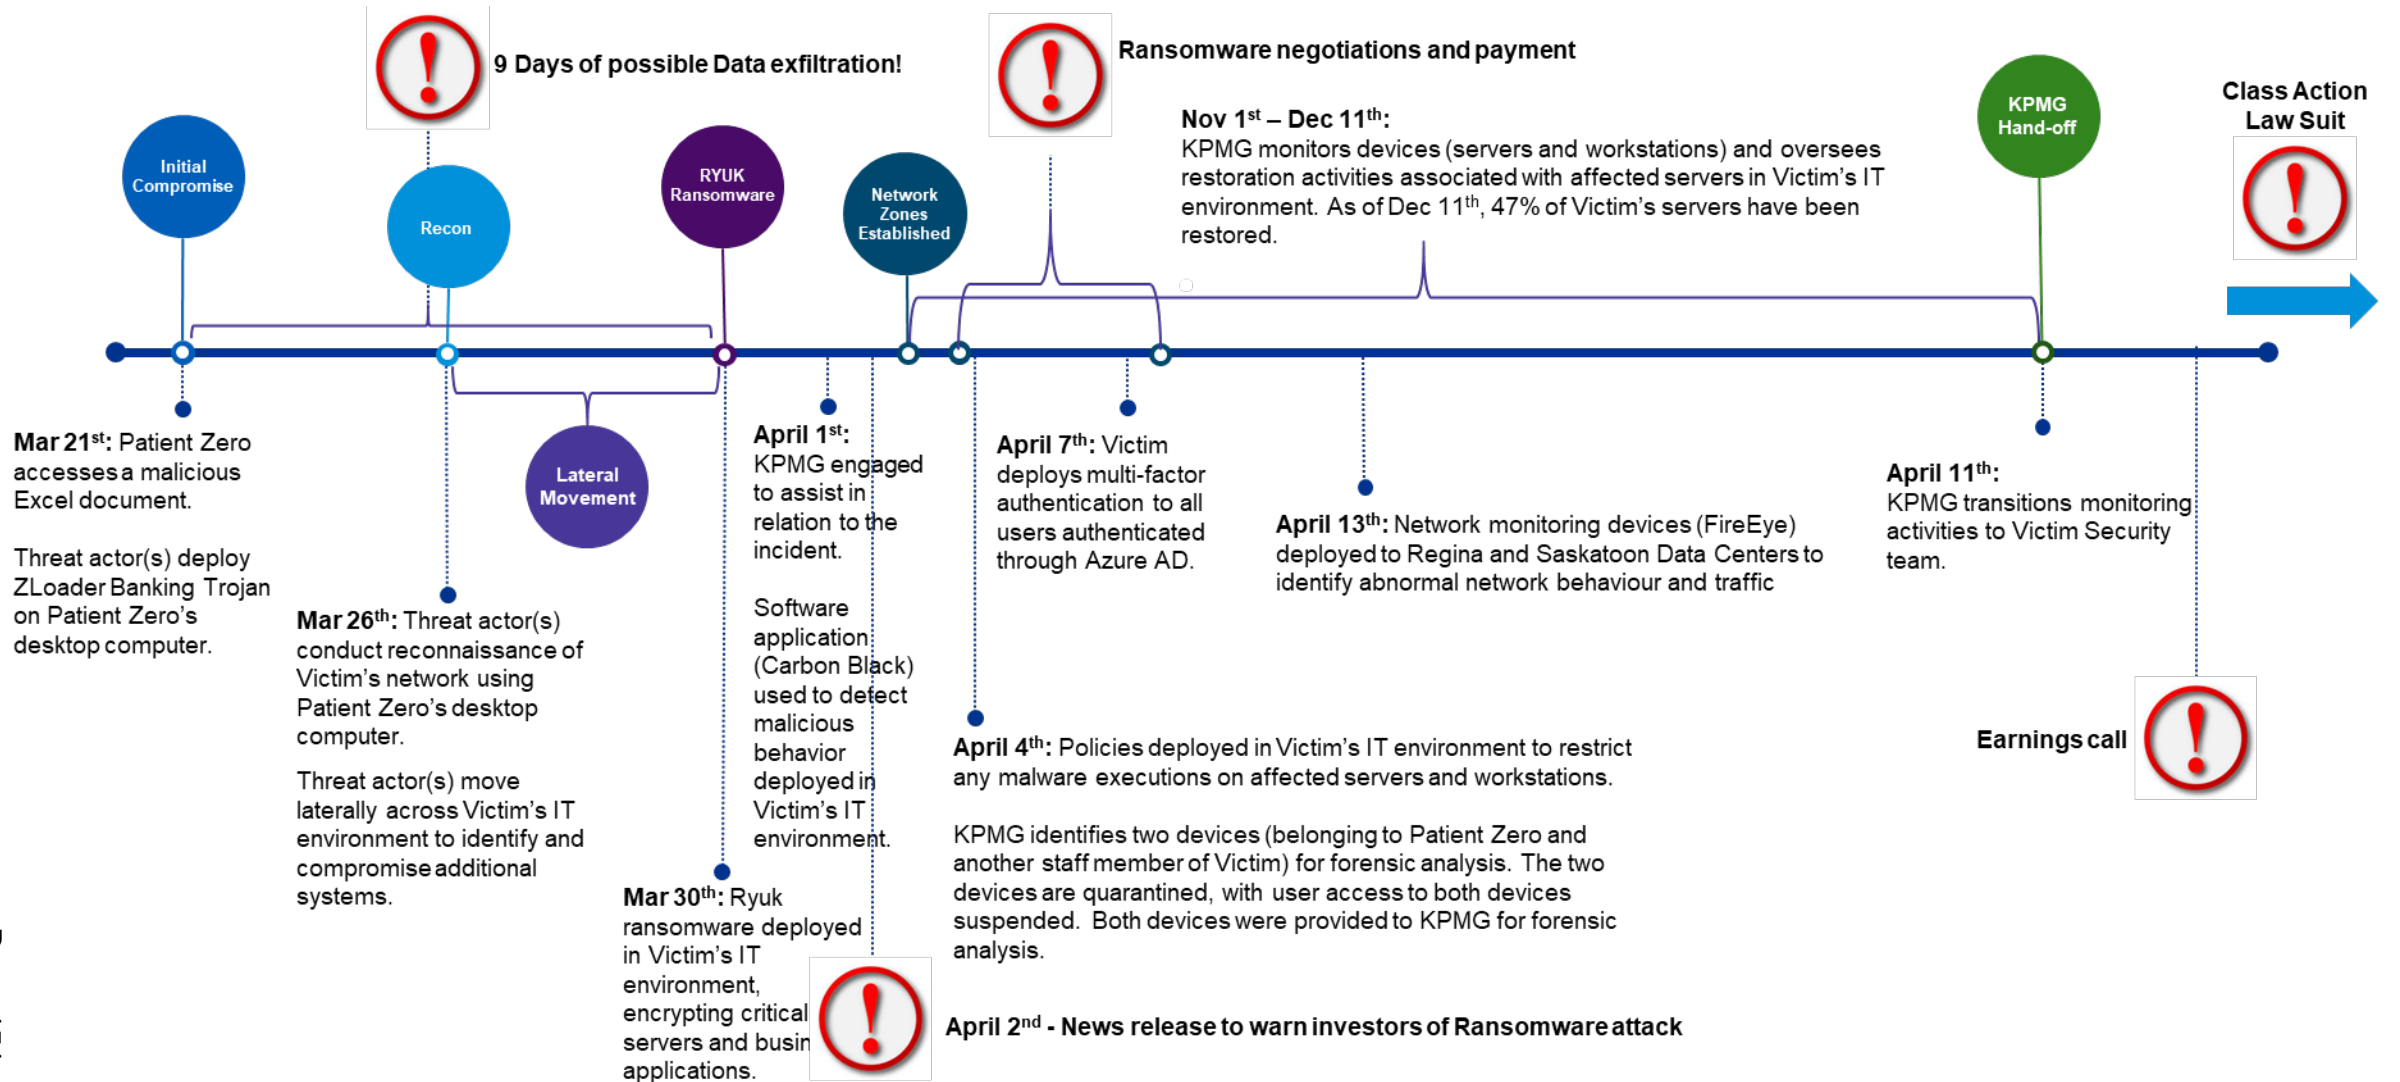 9 Days of possible Data exfiltration!
Ransomware negotiations and payment
Nov 1st – Dec 11th:
KPMG monitors devices (servers and workstations) and oversees
restoration activities associated with affected servers in Victim's IT
environment. As of Dec 11th, 47% of Victim's servers have been
restored.
KPMG
Hand-off
Class Action
Law Suit
Initial
Compromise
Recon
RYUK
Ransomware
Network
Zones
Established
Mar 21st: Patient Zero
accesses a malicious
Excel document.
Threat actor(s) deploy
ZLoader Banking Trojan
on Patient Zero's
desktop computer.
Mar 26th: Threat actor(s)
conduct reconnaissance of
Victim's network using
Patient Zero's desktop
computer.
Threat actor(s) move
laterally across Victim's IT
environment to identify and
compromise additional
systems.
Lateral
Movement
Mar 30th: Ryuk
ransomware deployed
in Victim's IT
environment,
encrypting critical
servers and busin
applications.
April 1st:
KPMG engaged
to assist in
relation to the
incident.
Software
application
(Carbon Black)
used to detect
malicious
behavior
deployed in
Victim's IT
environment.
April 2nd - News release to warn investors of Ransomware attack
April 4th: Policies deployed in Victim's IT environment to restrict
any malware executions on affected servers and workstations.
KPMG identifies two devices (belonging to Patient Zero and
another staff member of Victim) for forensic analysis. The two
devices are quarantined, with user access to both devices
suspended. Both devices were provided to KPMG for forensic
analysis.
April 7th: Victim
deploys multi-factor
authentication to all
users authenticated
through Azure AD.
April 13th: Network monitoring devices (FireEye)
deployed to Regina and Saskatoon Data Centers to
identify abnormal network behaviour and traffic
April 11th:
KPMG transitions monitoring
activities to Victim Security
team.
Earnings call